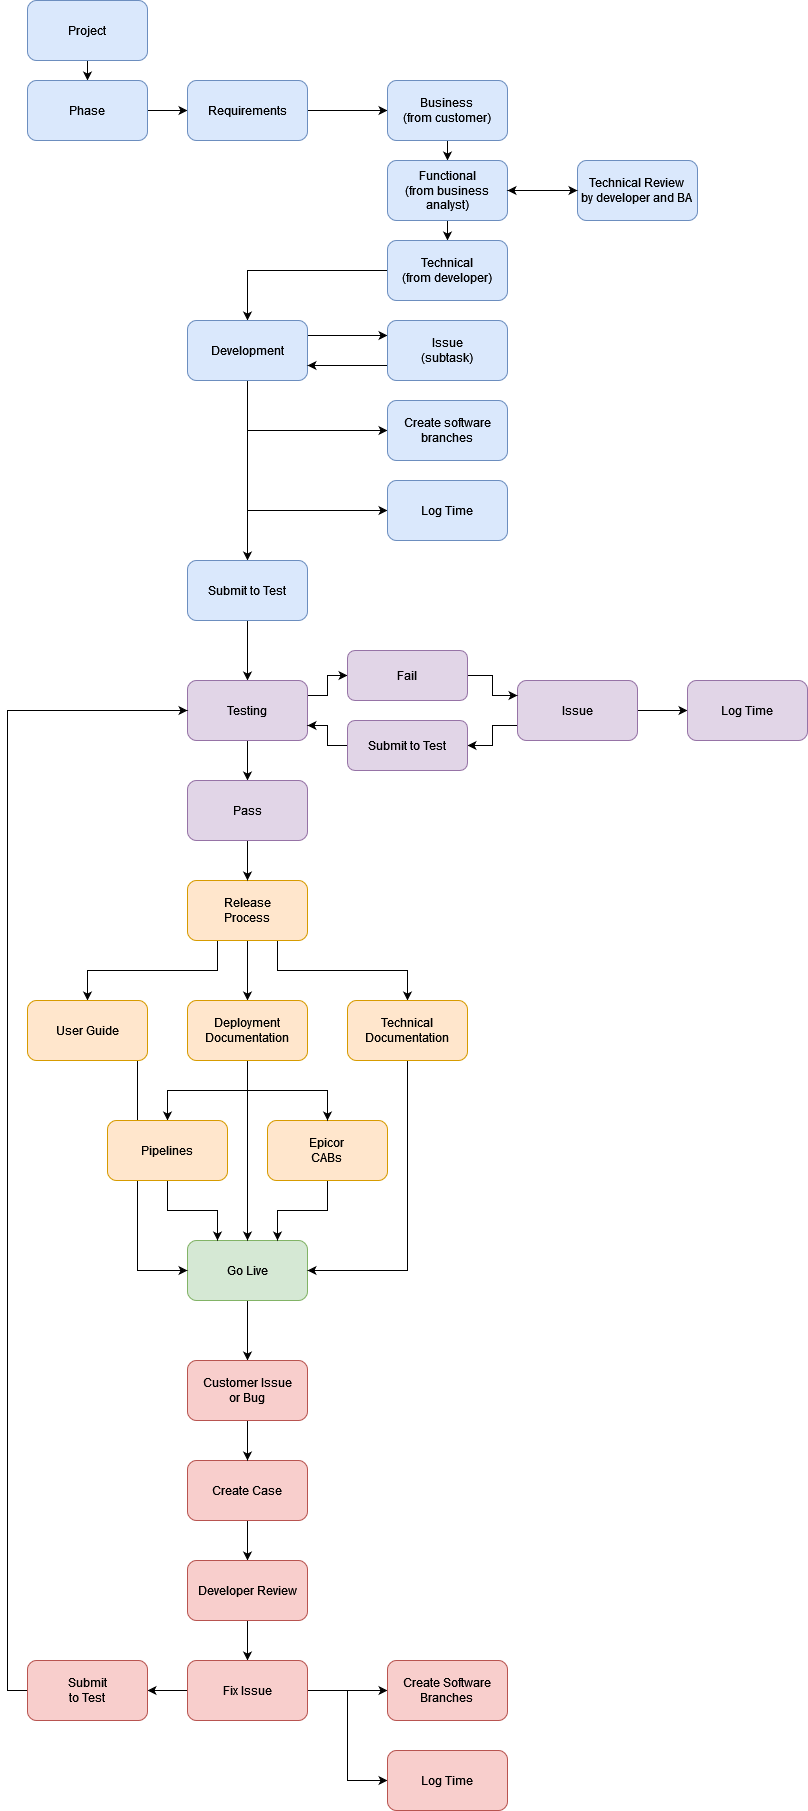 Project
Phase
Requirements
Business
(from customer)
Functional
(from business
analyst)
Technical Review
by developer and BA
Technical
(from developer)
Development
Issue
(subtask)
Create software
branches
Log Time
Submit to Test
Testing
Fail
Submit to Test
Issue
Log Time
Pass
Release
Process
User Guide
Deployment
Documentation
Technical
Documentation
Pipelines
Epicor
CABs
Go Live
Customer Issue
or Bug
Create Case
Developer Review
Submit
to Test
Fix Issue
Create Software
Branches
Log Time